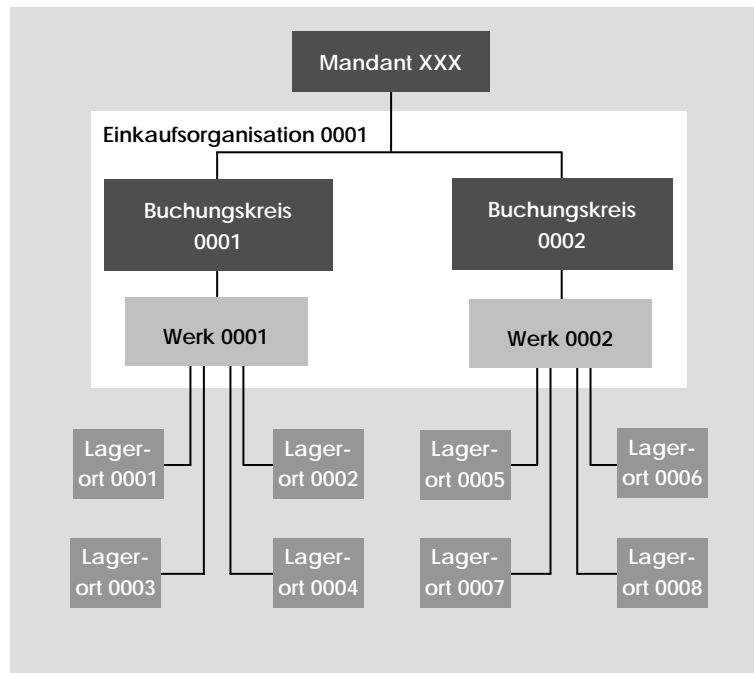 Mandant XXX
Einkaufsorganisation 0001
Buchungskreis
0001
Buchungskreis
0002
Werk 0001
Werk 0002
Lager-
ort 0001
Lager-
ort 0002
Lager-
ort 0005
Lager-
ort 0006
Lager-
ort 0003
Lager-
ort 0004
Lager-
ort 0007
Lager-
ort 0008